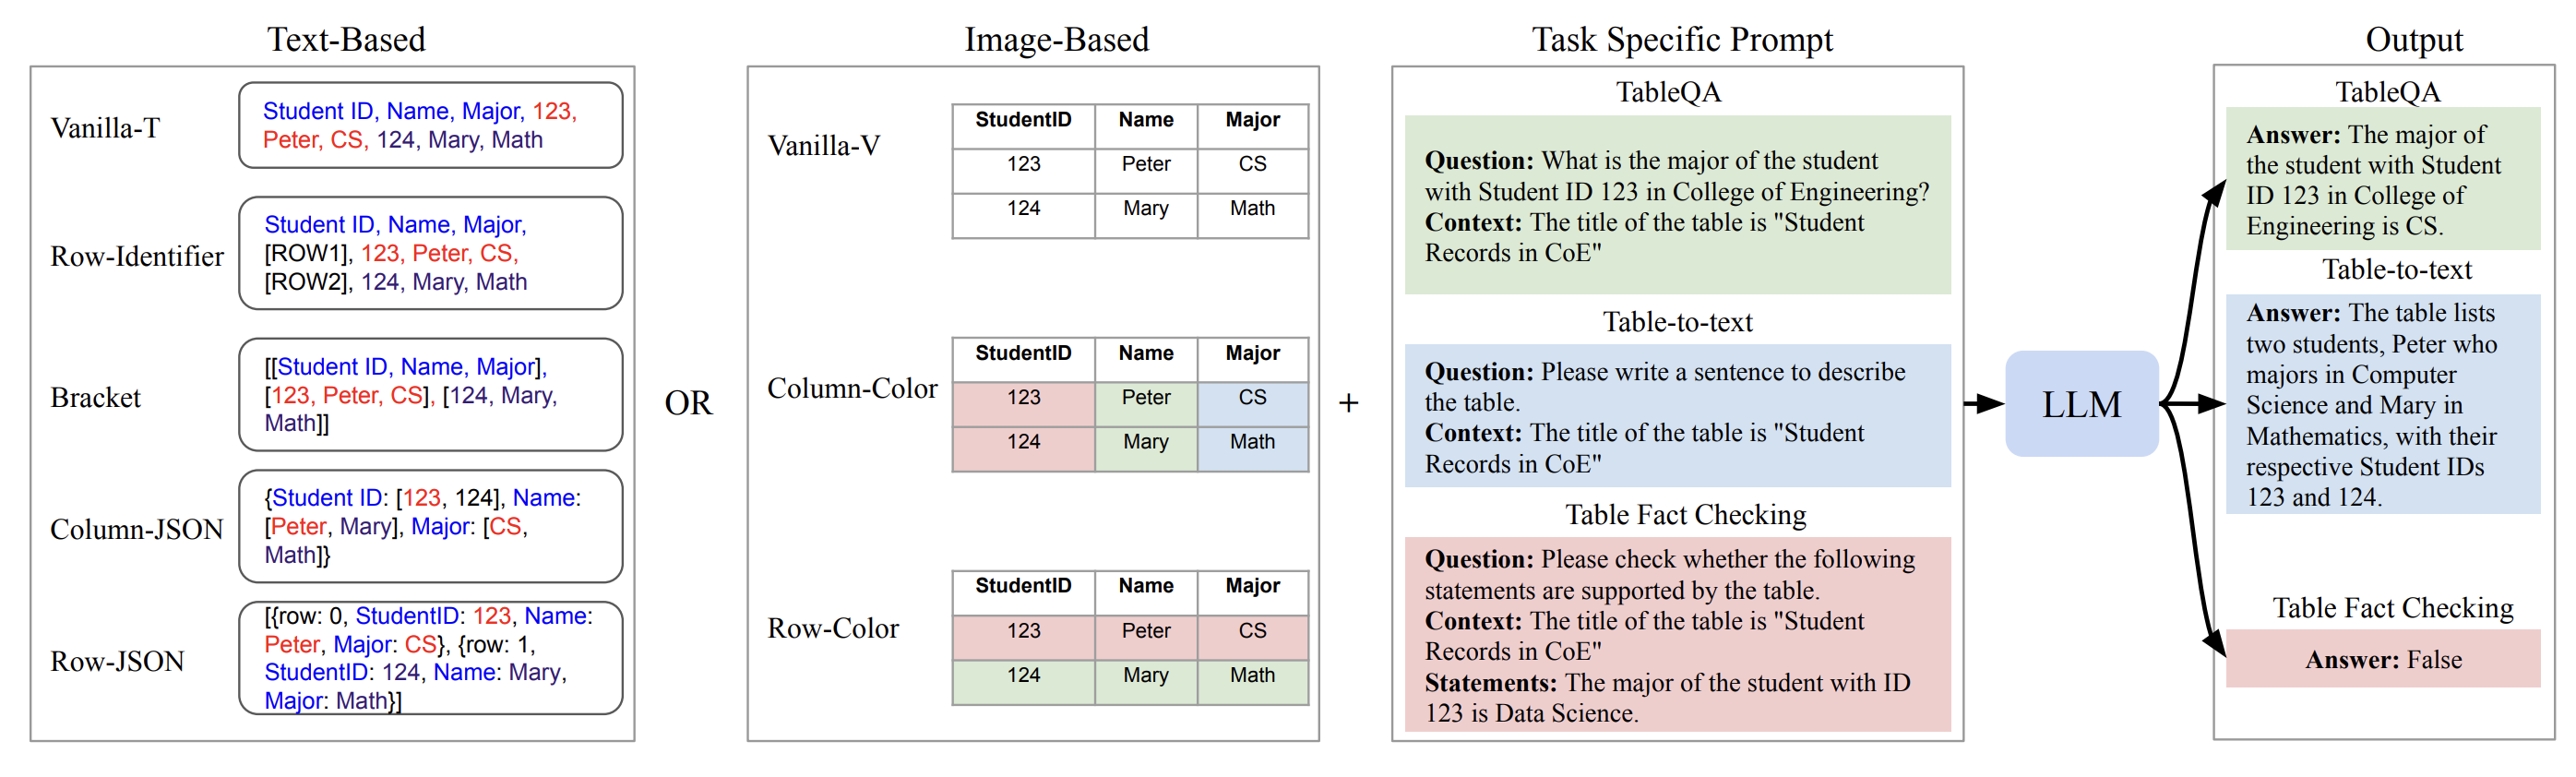 Text-Based
Vanilla-T
Student ID, Name, Major, 123,
Peter, CS, 124, Mary, Math
Row-Identifier
Student ID, Name, Major,
[ROW1], 123, Peter, CS,
[ROW2], 124, Mary, Math
Bracket
[[Student ID, Name, Major],
[123, Peter, CS], [124, Mary,
Math]]
Column-JSON
{Student ID: [123, 124], Name:
[Peter, Mary], Major: [CS,
Math]}
Row-JSON
[{row: 0, StudentID: 123, Name:
Peter, Major: CS}, {row: 1,
StudentID: 124, Name: Mary,
Major: Math}]
OR
Image-Based
Vanilla-V
StudentID Name Major
123 Peter CS
124 Mary Math
Column-Color
StudentID Name Major
123 Peter CS
124 Mary Math
Row-Color
StudentID Name Major
123 Peter CS
124 Mary Math
+
Task Specific Prompt
TableQA
Question: What is the major of the student
with Student ID 123 in College of Engineering?
Context: The title of the table is "Student
Records in CoE"
Table-to-text
Question: Please write a sentence to describe
the table.
Context: The title of the table is "Student
Records in CoE"
Table Fact Checking
Question: Please check whether the following
statements are supported by the table.
Context: The title of the table is "Student
Records in CoE"
Statements: The major of the student with ID
123 is Data Science.
LLM
Output
TableQA
Answer: The major of
the student with Student
ID 123 in College of
Engineering is CS.
Table-to-text
Answer: The table lists
two students, Peter who
majors in Computer
Science and Mary in
Mathematics, with their
respective Student IDs
123 and 124.
Table Fact Checking
Answer: False